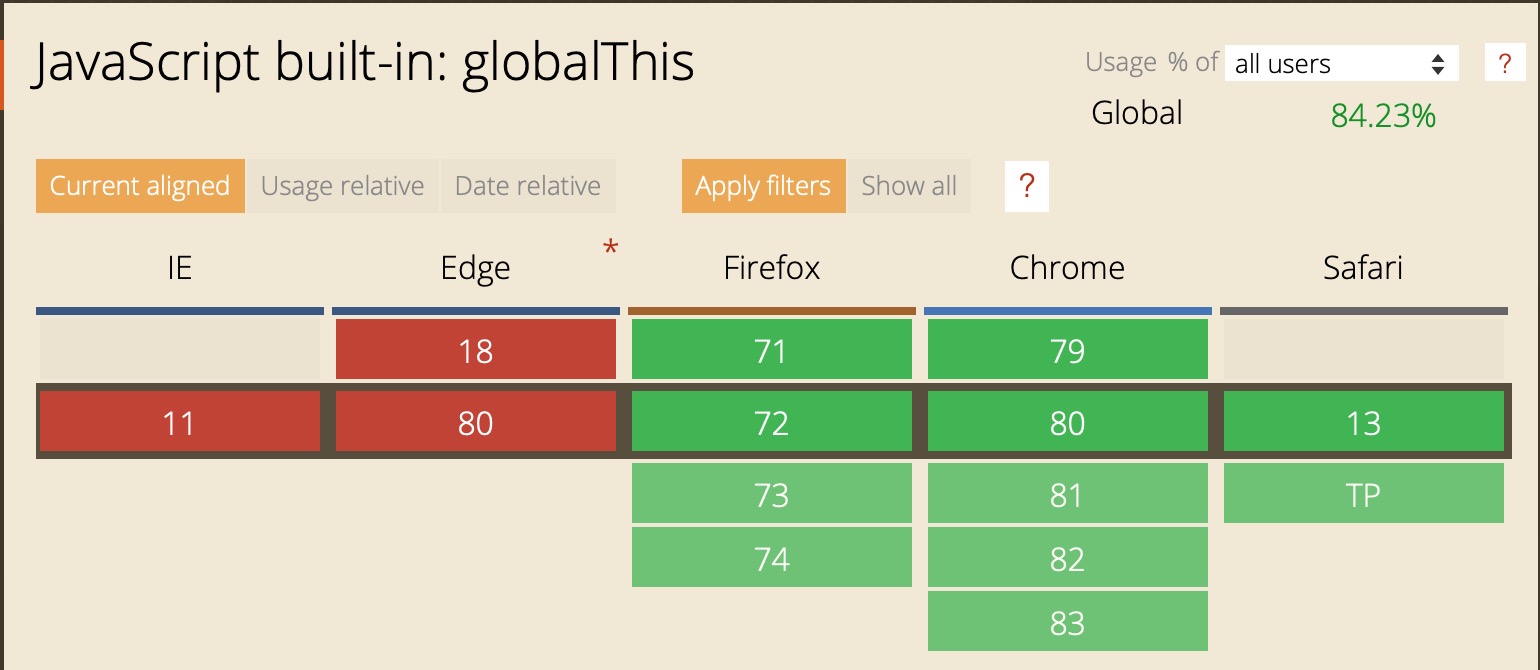 JavaScript built-in: globalThis
Usage % of all users ?
Global 84.23%
Current aligned Usage relative Date relative Apply filters Show all ?
IE Edge * Firefox Chrome Safari
18 71 79
11 80 72 80 13
73 81 TP
74 82
83